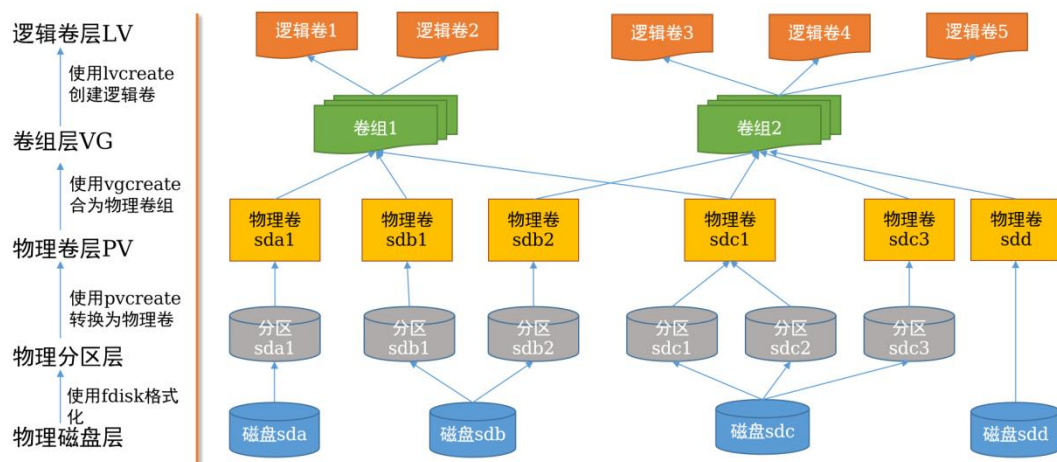 逻辑卷层LV
使用lvcreate
创建逻辑卷
卷组层VG
使用vgcreate
合为物理卷组
物理卷层PV
使用pvcreate
转换为物理卷
物理分区层
使用fdisk格式
化
物理磁盘层
逻辑卷1
逻辑卷2
逻辑卷3
逻辑卷4
逻辑卷5
卷组1
卷组2
物理卷
sda1
物理卷
sdb1
物理卷
sdb2
物理卷
sdc1
物理卷
sdc3
物理卷
sdd
分区
sda1
分区
sdb1
分区
sdb2
分区
sdc1
分区
sdc2
分区
sdc3
磁盘sda
磁盘sdb
磁盘sdc
磁盘sdd